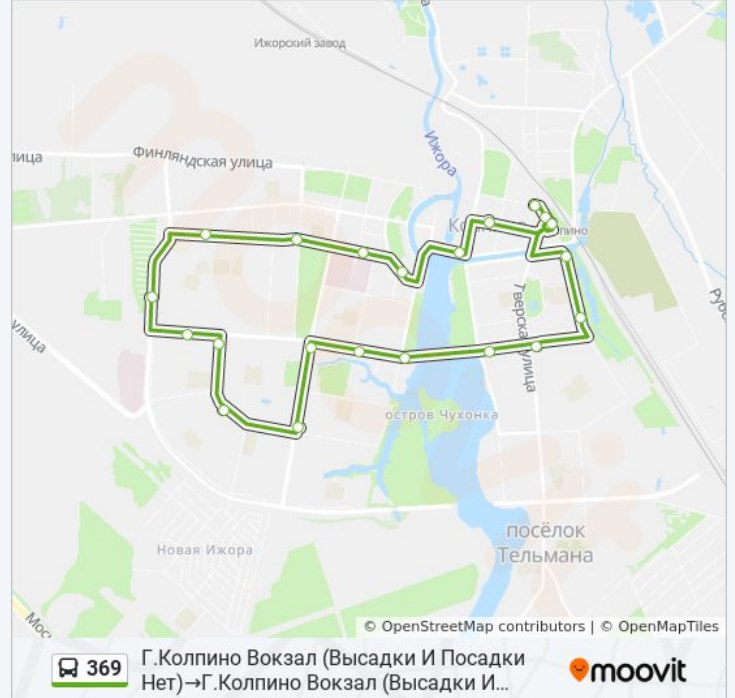 Ижорский завод
Ижора
Финляндская улица
улица
пино
Тверская улица
улица
остров Чухонка
посёлок
Тельмана
Новая Ижора
© OpenStreetMap contributors | © OpenMapTiles
369
Г.Колпино Вокзал (Высадки И Посадки
Нет)→Г.Колпино Вокзал (Высадки И...
moovit